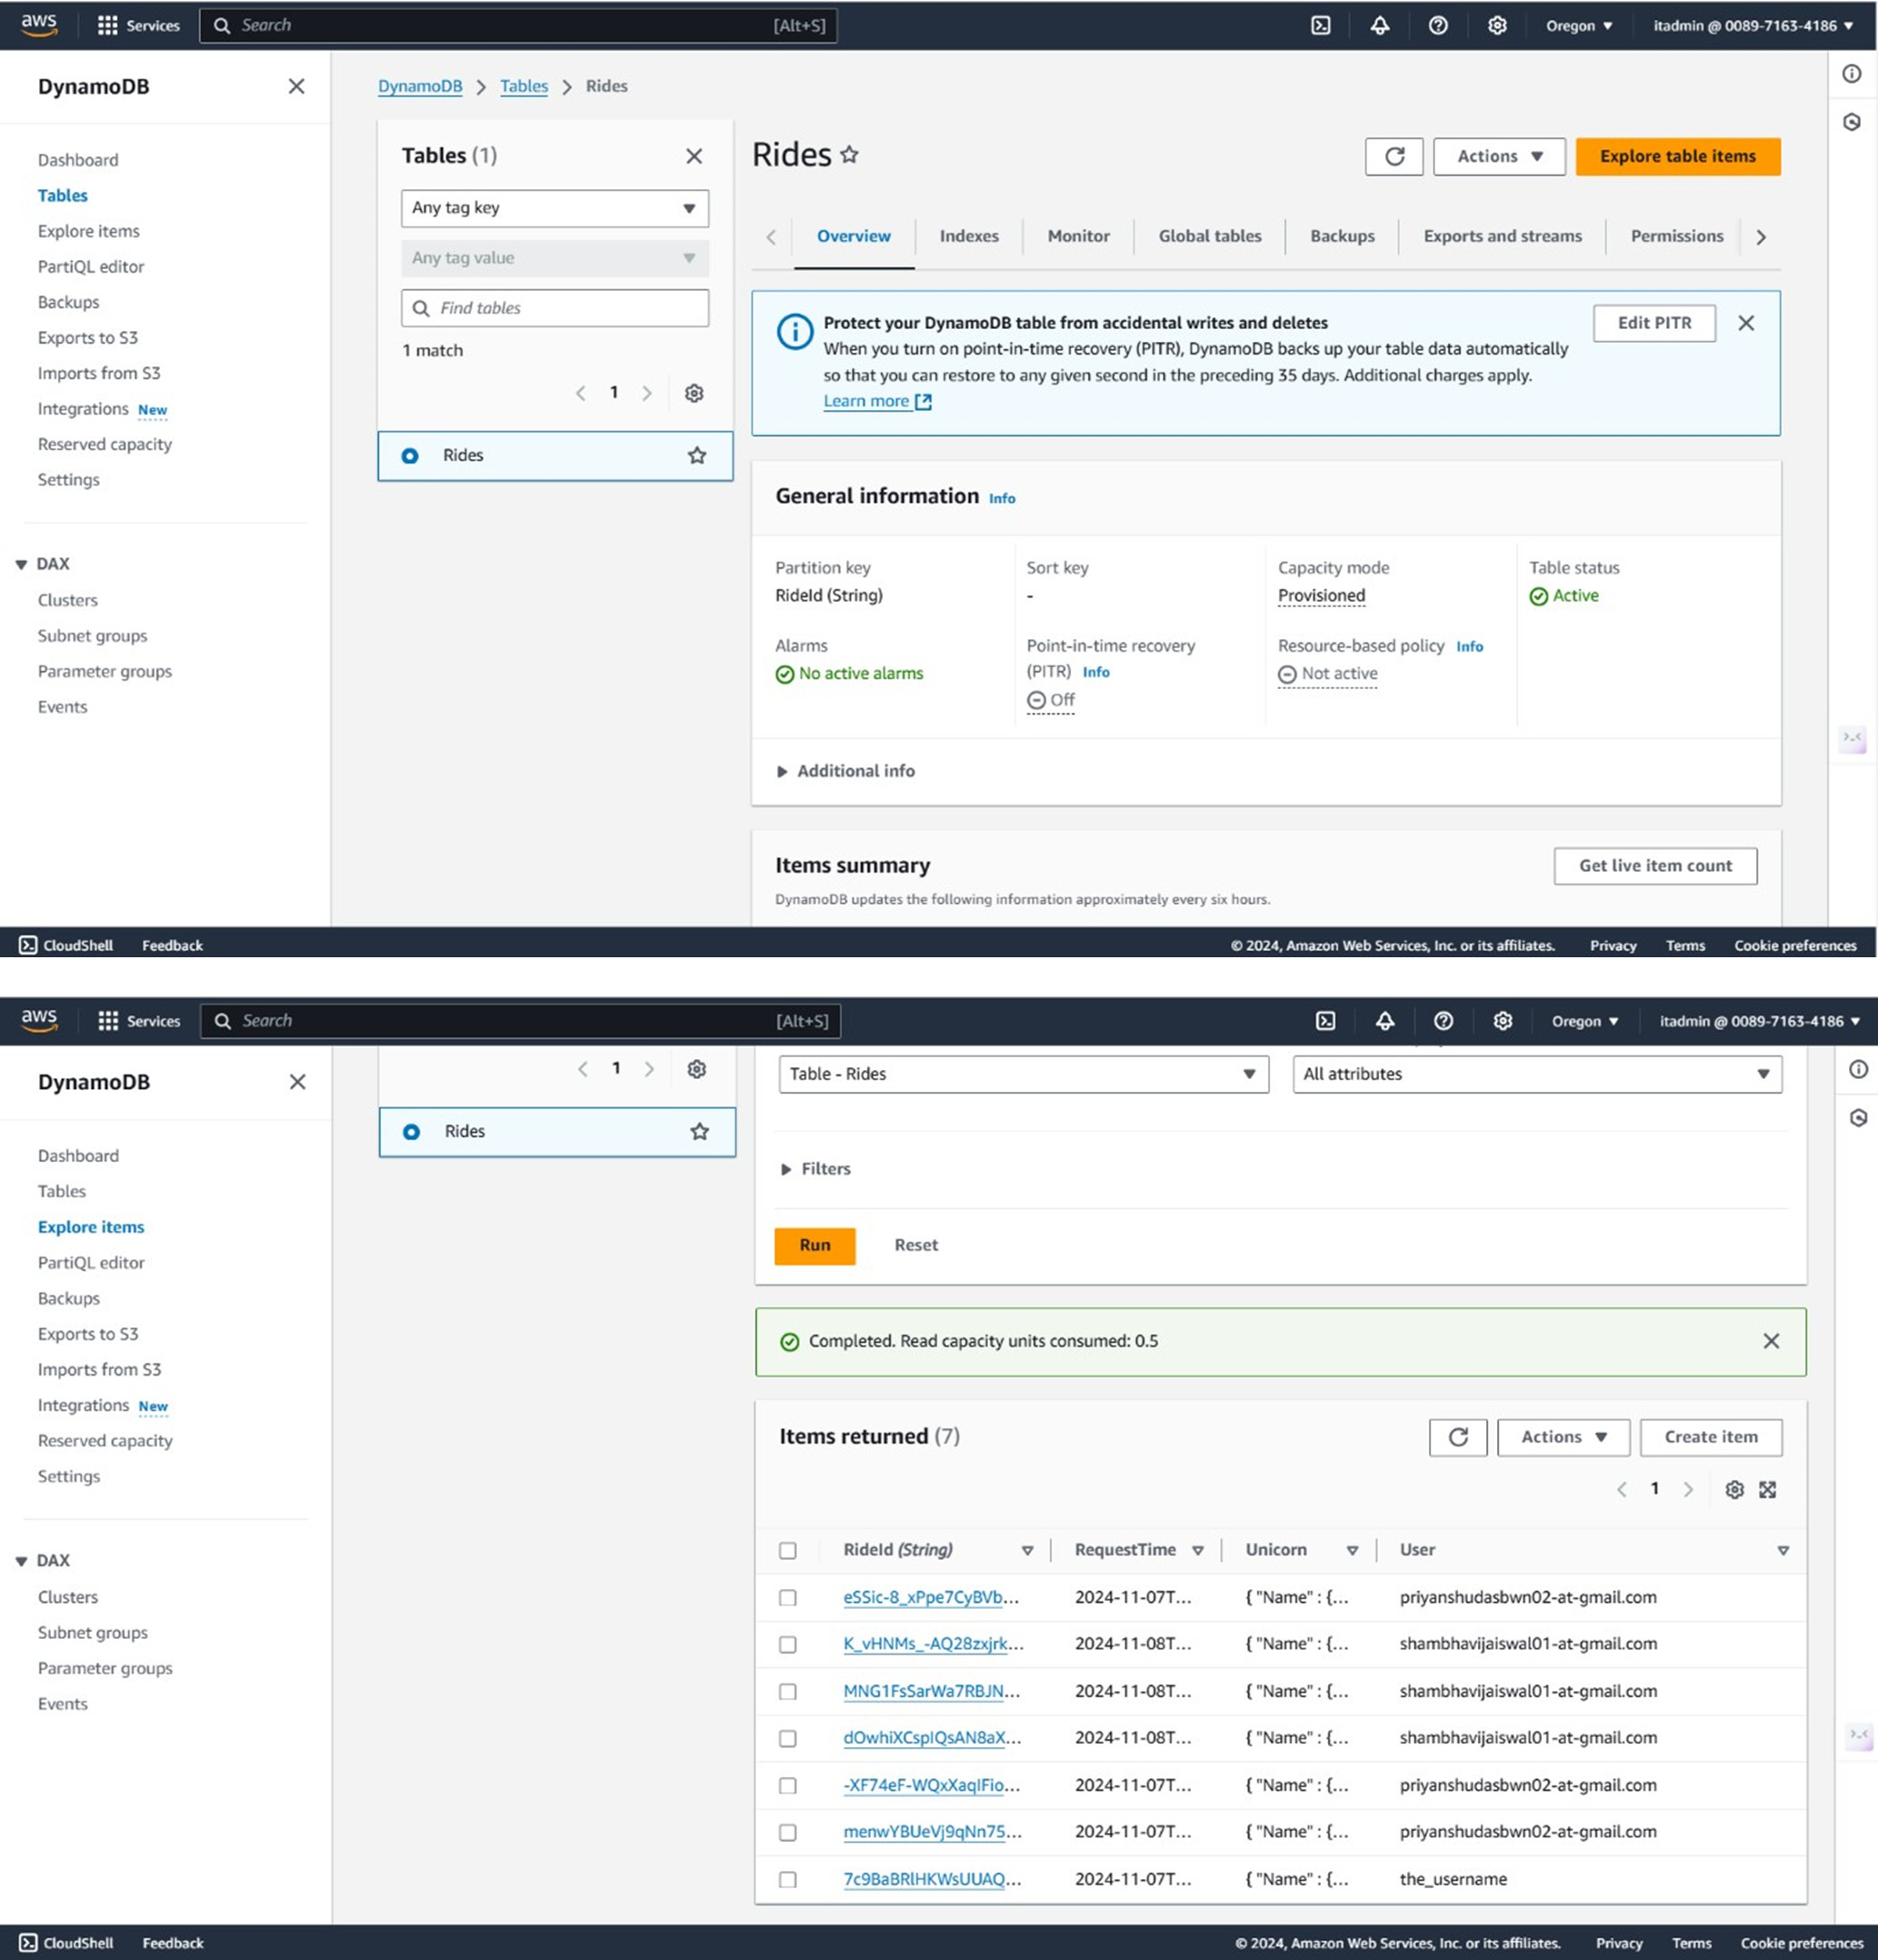 aws Services Search [Alt+S] Oregon ▼ itadmin @ 0089-7163-4186 ▼
DynamoDB
Dashboard
Tables
Explore items
PartiQL editor
Backups
Exports to S3
Imports from S3
Integrations New
Reserved capacity
Settings
▼ DAX
Clusters
Subnet groups
Parameter groups
Events
DynamoDB > Tables > Rides
Tables (1)
Any tag key
Any tag value
Find tables
1 match
1
Rides
Rides
Actions ▼ Explore table items
Overview Indexes Monitor Global tables Backups Exports and streams Permissions
Protect your DynamoDB table from accidental writes and deletes
When you turn on point-in-time recovery (PITR), DynamoDB backs up your table data automatically
so that you can restore to any given second in the preceding 35 days. Additional charges apply.
Learn more
Edit PITR
General information Info
Partition key
RideId (String)
Sort key
-
Capacity mode
Provisioned
Table status
Active
Alarms
No active alarms
Point-in-time recovery
(PITR) Info
Off
Resource-based policy Info
Not active
Additional info
Items summary
Get live item count
DynamoDB updates the following information approximately every six hours.
CloudShell Feedback © 2024, Amazon Web Services, Inc. or its affiliates. Privacy Terms Cookie preferences
aws Services Search [Alt+S] Oregon ▼ itadmin @ 0089-7163-4186 ▼
DynamoDB
Dashboard
Tables
Explore items
PartiQL editor
Backups
Exports to S3
Imports from S3
Integrations New
Reserved capacity
Settings
▼ DAX
Clusters
Subnet groups
Parameter groups
Events
1
Rides
Table - Rides
All attributes
Filters
Run Reset
Completed. Read capacity units consumed: 0.5
Items returned (7)
Actions ▼ Create item
1
RideId (String) RequestTime Unicorn User
eSSic-8_xPpe7CyBVb... 2024-11-07T... { "Name" : {... priyanshudasbwn02-at-gmail.com
K_vHNMs_-AQ28zxjrk... 2024-11-08T... { "Name" : {... shambhavijaiswal01-at-gmail.com
MNG1FsSarWa7RBJN... 2024-11-08T... { "Name" : {... shambhavijaiswal01-at-gmail.com
dOwhiXCspIQsAN8aX... 2024-11-08T... { "Name" : {... shambhavijaiswal01-at-gmail.com
-XF74eF-WQxXaqIFio... 2024-11-07T... { "Name" : {... priyanshudasbwn02-at-gmail.com
menwYBUeVj9qNn75... 2024-11-07T... { "Name" : {... priyanshudasbwn02-at-gmail.com
7c9BaBRlHKWsUUAQ... 2024-11-07T... { "Name" : {... the_username
CloudShell Feedback © 2024, Amazon Web Services, Inc. or its affiliates. Privacy Terms Cookie preferences